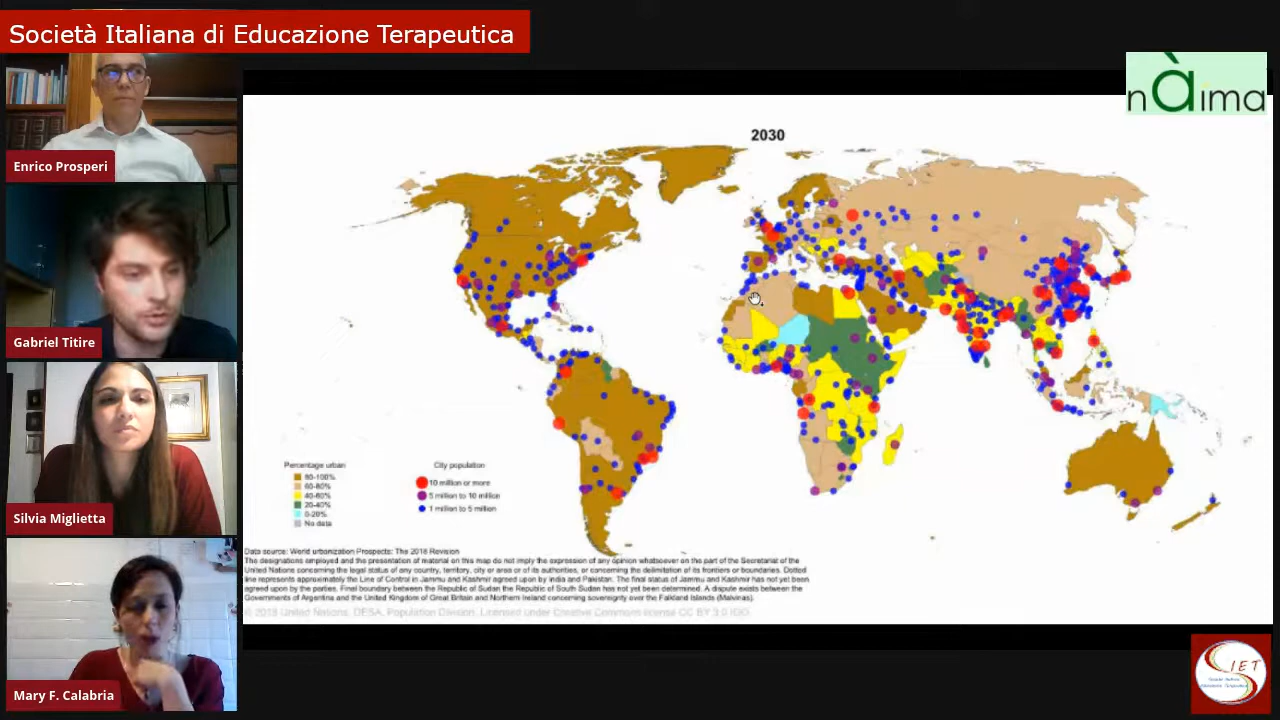 Società Italiana di Educazione Terapeutica
nàima
Enrico Prosperi
Gabriel Titire
Silvia Miglietta
Mary F. Calabria
2030
Percentage urban
80-100%
60-80%
40-60%
20-40%
0-20%
No data
City population
10 million or more
5 million to 10 million
1 million to 5 million
Data source: World urbanization Prospects: The 2018 Revision
The designations employed and the presentation of material on this map do not imply the expression of any opinion whatsoever on the part of the Secretariat of the
United Nations concerning the legal status of any country, territory, city or area or of its authorities, or concerning the delimitation of its frontiers or boundaries. Dotted
line represents approximately the Line of Control in Jammu and Kashmir agreed upon by India and Pakistan. The final status of Jammu and Kashmir has not yet been
agreed upon by the parties. Final boundary between the Republic of Sudan the Republic of South Sudan has not yet been determined. A dispute exists between the
Governments of Argentina and the United Kingdom of Great Britain and Northern Ireland concerning sovereignty over the Falkland Islands (Malvinas).
© 2018 United Nations, DESA, Population Division. Licensed under Creative Commons license CC BY 3.0 IGO.
SIET